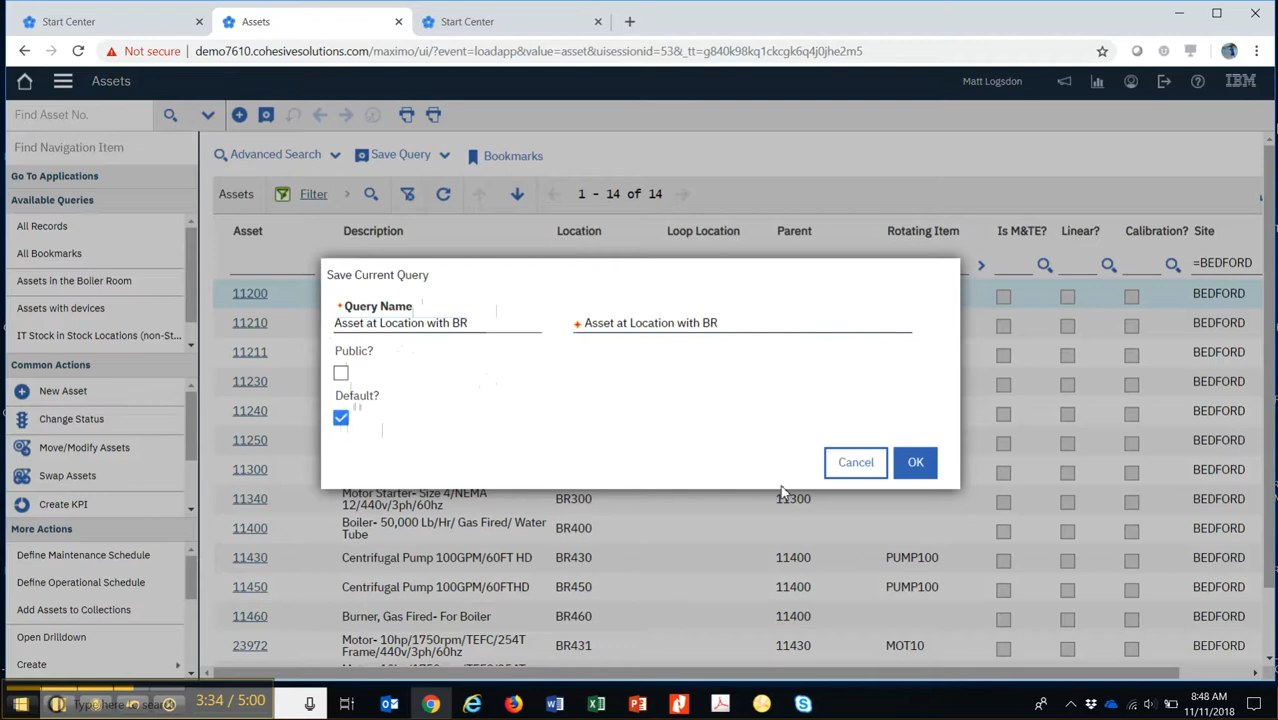 Start Center
Assets
Start Center
Not secure demo7610.cohesivesolutions.com/maximo/ui/?event=loadapp&value=asset&uisessionid=53&_tt=g840k98kq1ckcgk6q4j0jhe2m5
Assets
Matt Logsdon
IBM
Find Asset No.
Find Navigation Item
Advanced Search Save Query Bookmarks
Go To Applications
Available Queries
All Records
All Bookmarks
Assets in the Boiler Room
Assets with devices
IT Stock in Stock Locations (non-St...
Common Actions
New Asset
Change Status
Move/Modify Assets
Swap Assets
Create KPI
More Actions
Define Maintenance Schedule
Define Operational Schedule
Add Assets to Collections
Open Drilldown
Create
Assets Filter 1 - 14 of 14
Asset Description Location Loop Location Parent Rotating Item Is M&TE? Linear? Calibration? Site
=BEDFORD
11200 BEDFORD
11210 BEDFORD
11211 BEDFORD
11230 BEDFORD
11240 BEDFORD
11250 BEDFORD
11300 BEDFORD
Save Current Query
Query Name
Asset at Location with BR Asset at Location with BR
Public?
Default?
Cancel OK
11340 Motor Starter- Size 4/NEMA 12/440v/3ph/60hz BR300 11300 BEDFORD
11400 Boiler- 50,000 Lb/Hr/ Gas Fired/ Water Tube BR400 BEDFORD
11430 Centrifugal Pump 100GPM/60FT HD BR430 11400 PUMP100 BEDFORD
11450 Centrifugal Pump 100GPM/60FTHD BR450 11400 PUMP100 BEDFORD
11460 Burner, Gas Fired- For Boiler BR460 11400 BEDFORD
23972 Motor- 10hp/1750rpm/TEFC/254T Frame/440v/3ph/60hz BR431 11430 MOT10 BEDFORD
3:34 / 5:00
8:48 AM
11/11/2018